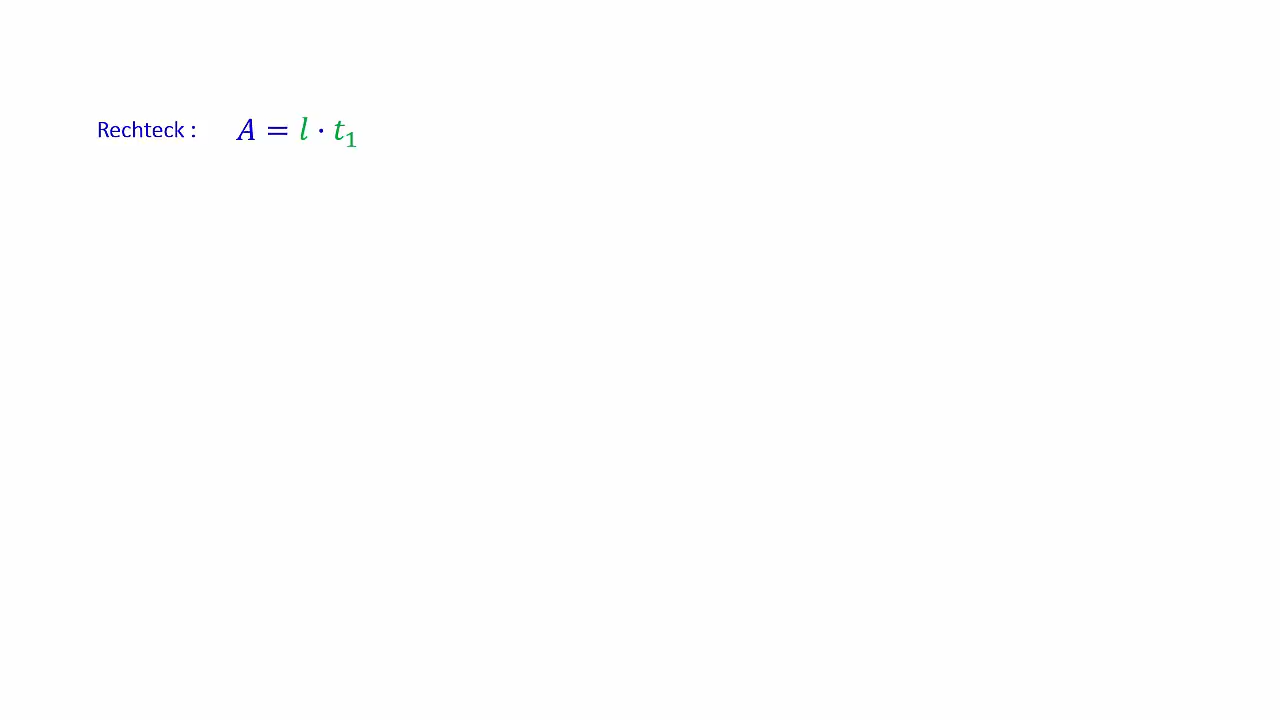 Rechteck : A = l · t₁